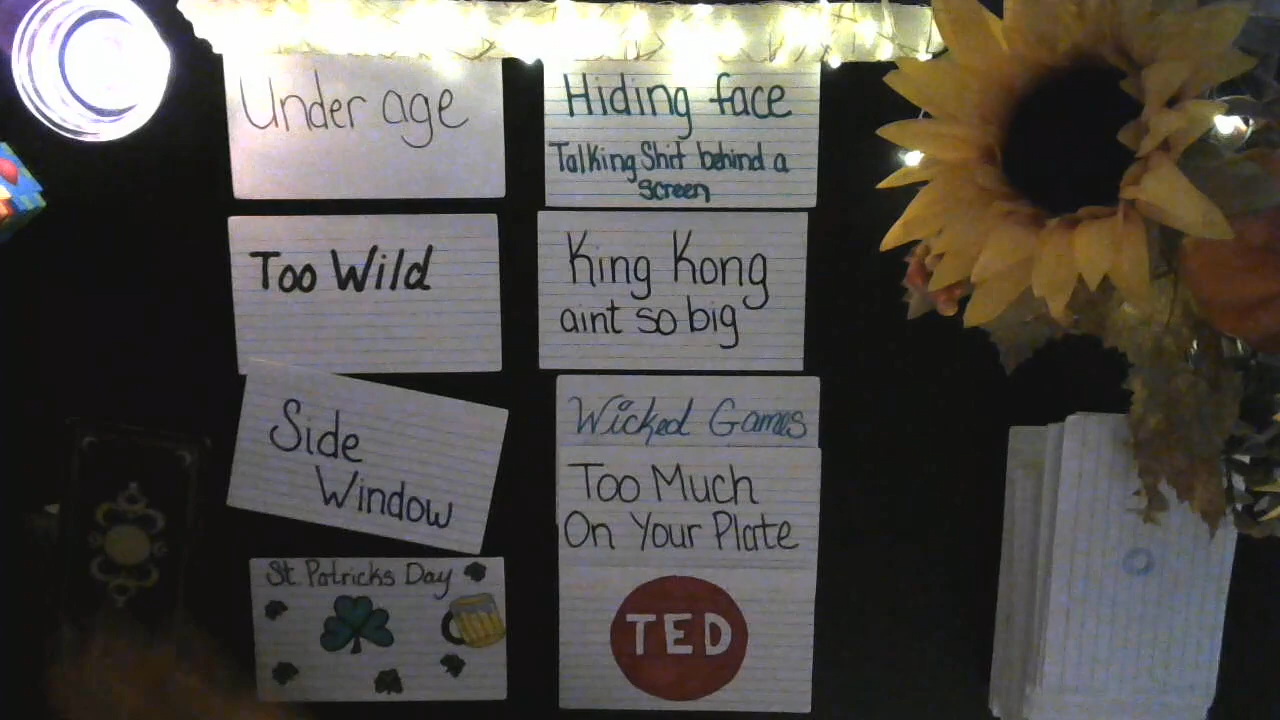 Under age
Too Wild
Side
Window
St Patricks Day
Hiding face
Talking Shit behind a
screen
King Kong
aint so big
Wicked Games
Too Much
On Your Plate
TED